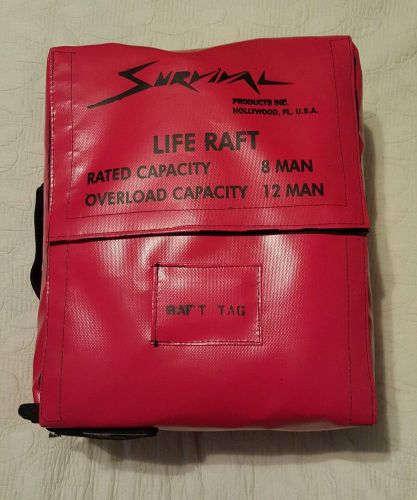 SURVIVAL
PRODUCTS INC.
HOLLYWOOD, FL. U.S.A.
LIFE RAFT
RATED CAPACITY 8 MAN
OVERLOAD CAPACITY 12 MAN
RAFT TAG